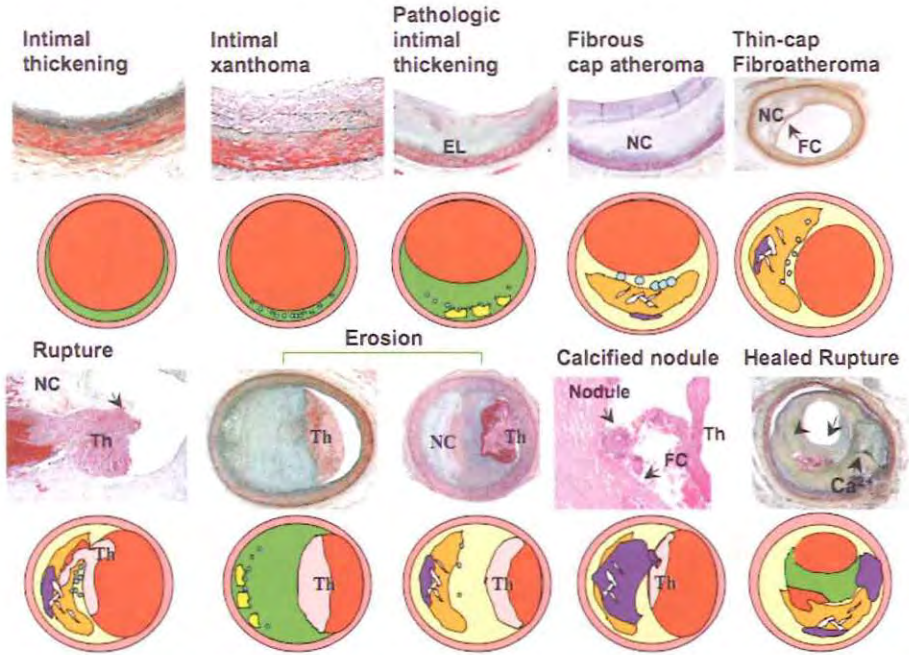 Intimal
thickening
Intimal
xanthoma
Pathologic
intimal
thickening
Fibrous
cap atheroma
Thin-cap
Fibroatheroma
EL
NC
NC
FC
Rupture
Erosion
Calcified nodule
Healed Rupture
NC
Th
Th
NC
Th
Nodule
FC
Th
Ca²⁺
Th
Th
Th
Th